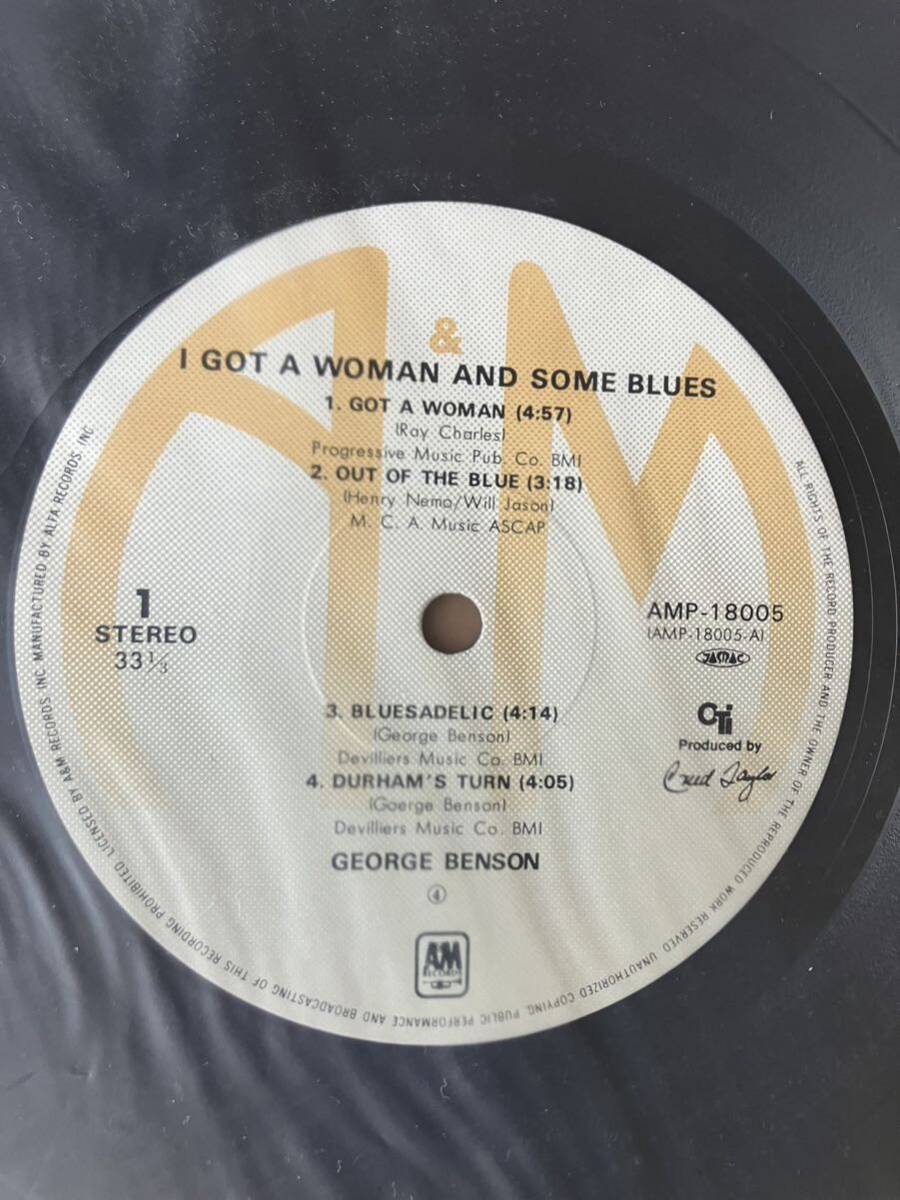 &
I GOT A WOMAN AND SOME BLUES
1. GOT A WOMAN (4:57)
(Ray Charles)
Progressive Music Pub. Co. BMI
2. OUT OF THE BLUE (3:18)
(Henry Nemo/Will Jason)
M. C. A. Music ASCAP
1
STEREO
33 1/3
AMP-18005
(AMP-18005-A)
JASRAC
3. BLUESADELIC (4:14)
(George Benson)
Devilliers Music Co. BMI
4. DURHAM'S TURN (4:05)
(Goerge Benson)
Devilliers Music Co. BMI
CTi
Produced by
Creed Taylor
GEORGE BENSON
④
A&M
RECORDS
ALL RIGHTS OF THE RECORD PRODUCER AND THE OWNER OF THE REPRODUCED WORK RESERVED. UNAUTHORIZED COPYING, PUBLIC PERFORMANCE AND BROADCASTING OF THIS RECORDING PROHIBITED. LICENSED BY A&M RECORDS INC. MANUFACTURED BY ALFA RECORDS INC.